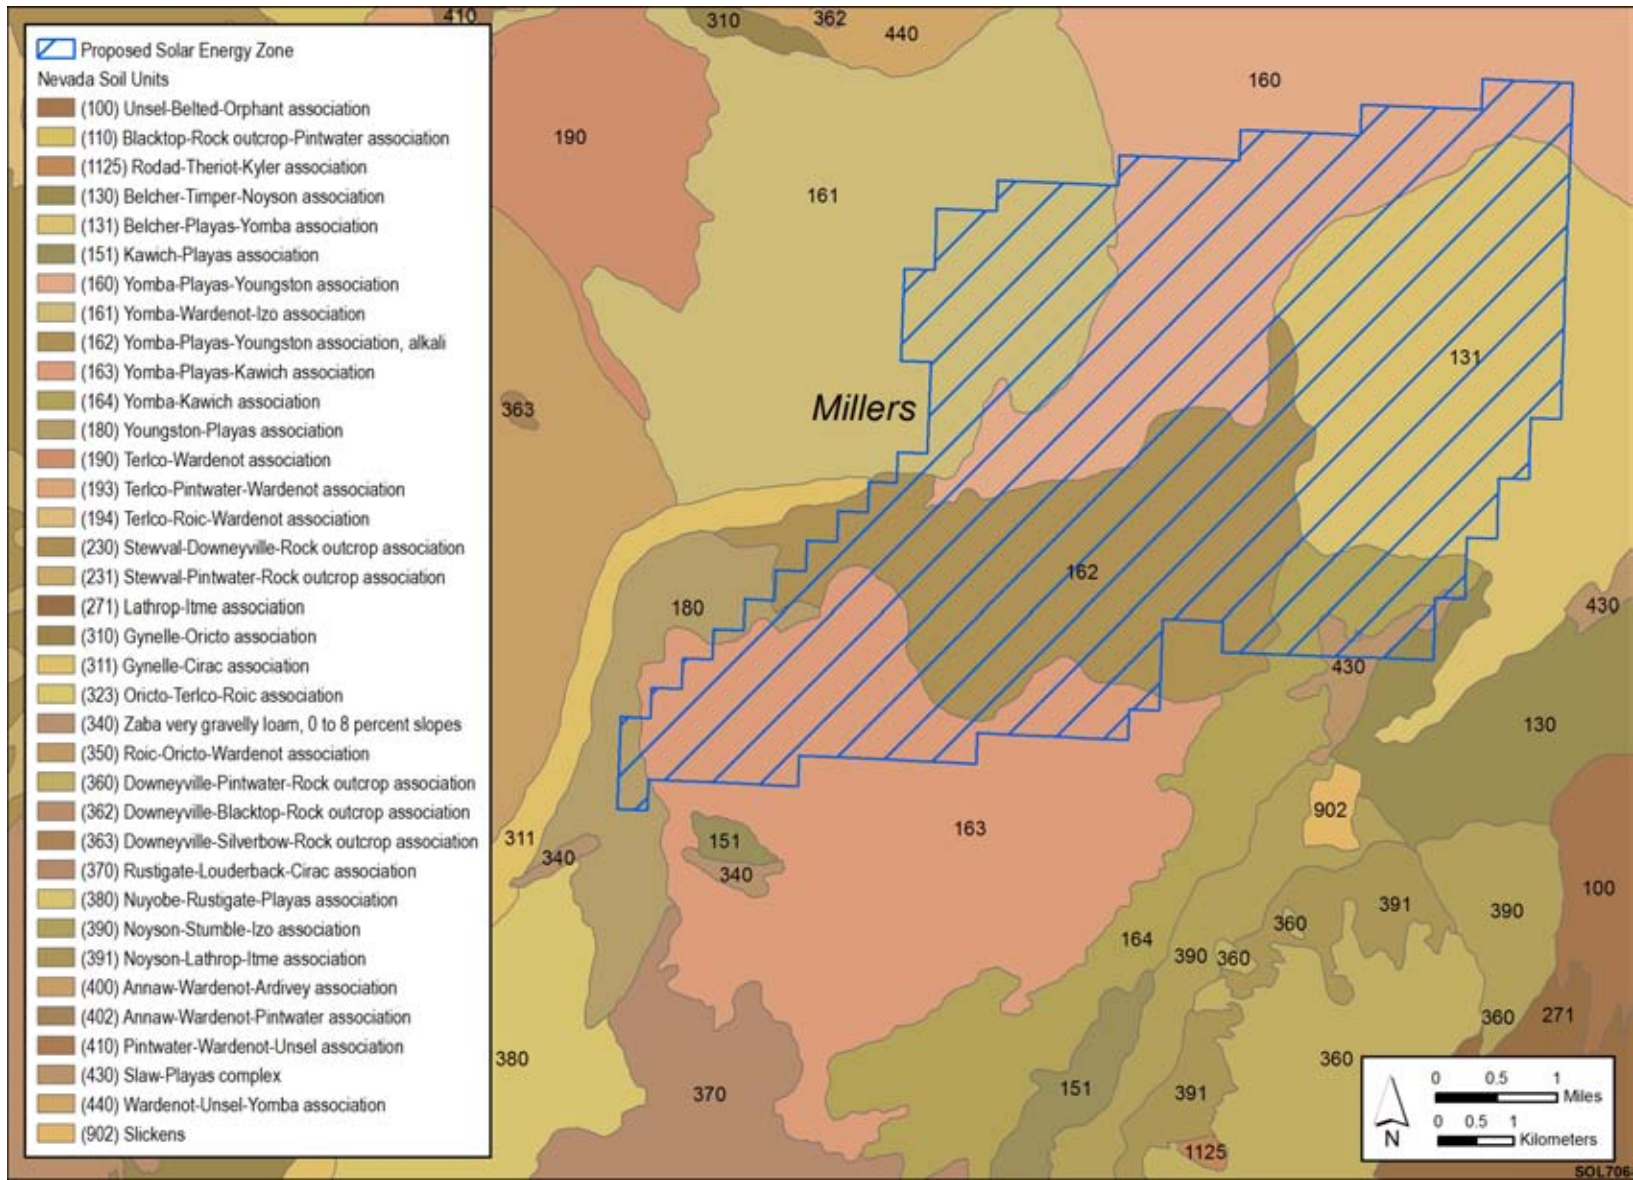 410
310
362
440
160
Proposed Solar Energy Zone
Nevada Soil Units
(100) Unsel-Belted-Orphant association
(110) Blacktop-Rock outcrop-Pintwater association
(1125) Rodad-Theriot-Kyler association
(130) Belcher-Timper-Noyson association
(131) Belcher-Playas-Yomba association
(151) Kawich-Playas association
(160) Yomba-Playas-Youngston association
(161) Yomba-Wardenot-Izo association
(162) Yomba-Playas-Youngston association, alkali
(163) Yomba-Playas-Kawich association
(164) Yomba-Kawich association
(180) Youngston-Playas association
(190) Terlco-Wardenot association
(193) Terlco-Pintwater-Wardenot association
(194) Terlco-Roic-Wardenot association
(230) Stewval-Downeyville-Rock outcrop association
(231) Stewval-Pintwater-Rock outcrop association
(271) Lathrop-Itme association
(310) Gynelle-Oricto association
(311) Gynelle-Cirac association
(323) Oricto-Terlco-Roic association
(340) Zaba very gravelly loam, 0 to 8 percent slopes
(350) Roic-Oricto-Wardenot association
(360) Downeyville-Pintwater-Rock outcrop association
(362) Downeyville-Blacktop-Rock outcrop association
(363) Downeyville-Silverbow-Rock outcrop association
(370) Rustigate-Louderback-Cirac association
(380) Nuyobe-Rustigate-Playas association
(390) Noyson-Stumble-Izo association
(391) Noyson-Lathrop-Itme association
(400) Annaw-Wardenot-Ardivey association
(402) Annaw-Wardenot-Pintwater association
(410) Pintwater-Wardenot-Unsel association
(430) Slaw-Playas complex
(440) Wardenot-Unsel-Yomba association
(902) Slickens
190
161
131
363
Millers
162
180
430
430
130
902
311
340
151
340
163
100
391
390
360
164
390
360
360
271
380
370
151
391
360
1125
0 0.5 1
Miles
0 0.5 1
Kilometers
N
SOL706